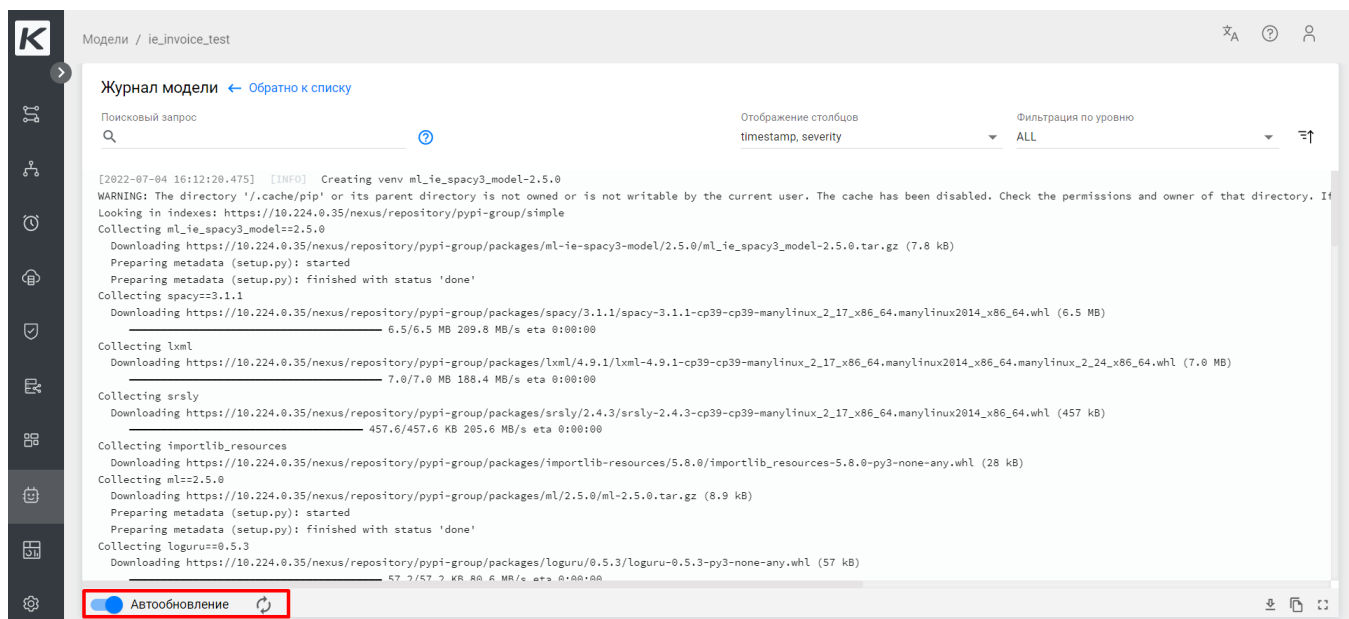 K
Модели / ie_invoice_test
Журнал модели ← Обратно к списку
Поисковый запрос
Отображение столбцов
timestamp, severity
Фильтрация по уровню
ALL
[2022-07-04 16:12:20.475] [INFO] Creating venv ml_ie_spacy3_model-2.5.0
WARNING: The directory '/.cache/pip' or its parent directory is not owned or is not writable by the current user. The cache has been disabled. Check the permissions and owner of that directory. If
Looking in indexes: https://10.224.0.35/nexus/repository/pypi-group/simple
Collecting ml_ie_spacy3_model==2.5.0
Downloading https://10.224.0.35/nexus/repository/pypi-group/packages/ml-ie-spacy3-model/2.5.0/ml_ie_spacy3_model-2.5.0.tar.gz (7.8 kB)
Preparing metadata (setup.py): started
Preparing metadata (setup.py): finished with status 'done'
Collecting spacy==3.1.1
Downloading https://10.224.0.35/nexus/repository/pypi-group/packages/spacy/3.1.1/spacy-3.1.1-cp39-cp39-manylinux_2_17_x86_64.manylinux2014_x86_64.whl (6.5 MB)
6.5/6.5 MB 209.8 MB/s eta 0:00:00
Collecting lxml
Downloading https://10.224.0.35/nexus/repository/pypi-group/packages/lxml/4.9.1/lxml-4.9.1-cp39-cp39-manylinux_2_17_x86_64.manylinux2014_x86_64.manylinux_2_24_x86_64.whl (7.0 MB)
7.0/7.0 MB 188.4 MB/s eta 0:00:00
Collecting srsly
Downloading https://10.224.0.35/nexus/repository/pypi-group/packages/srsly/2.4.3/srsly-2.4.3-cp39-cp39-manylinux_2_17_x86_64.manylinux2014_x86_64.whl (457 kB)
457.6/457.6 KB 205.6 MB/s eta 0:00:00
Collecting importlib_resources
Downloading https://10.224.0.35/nexus/repository/pypi-group/packages/importlib-resources/5.8.0/importlib_resources-5.8.0-py3-none-any.whl (28 kB)
Collecting ml==2.5.0
Downloading https://10.224.0.35/nexus/repository/pypi-group/packages/ml/2.5.0/ml-2.5.0.tar.gz (8.9 kB)
Preparing metadata (setup.py): started
Preparing metadata (setup.py): finished with status 'done'
Collecting loguru==0.5.3
Downloading https://10.224.0.35/nexus/repository/pypi-group/packages/loguru/0.5.3/loguru-0.5.3-py3-none-any.whl (57 kB)
57.2/57.2 KB 80.6 MB/s eta 0:00:00
Автообновление